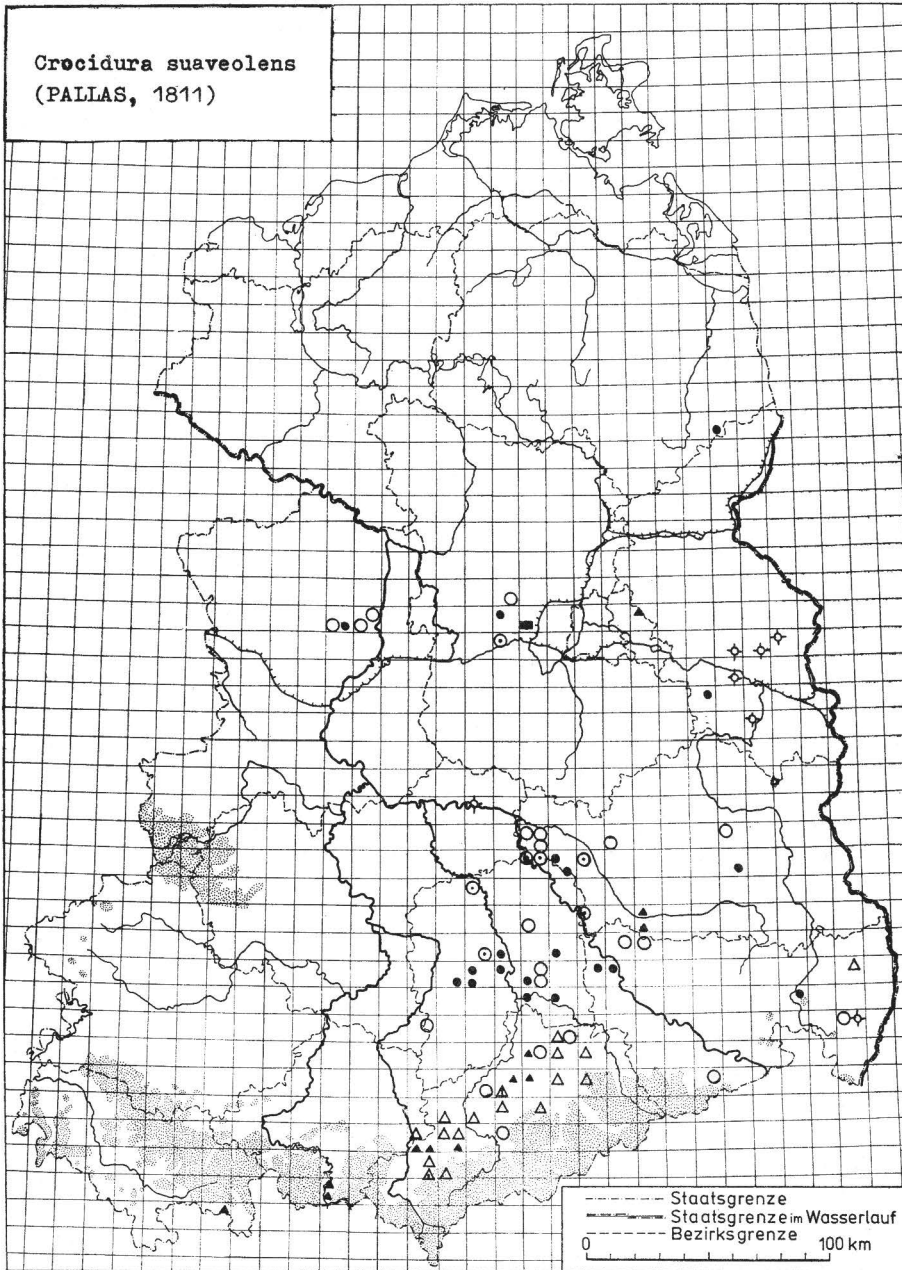 Crocidura suaveolens
(PALLAS, 1811)
Staatsgrenze
Staatsgrenze im Wasserlauf
Bezirksgrenze
0 100 km